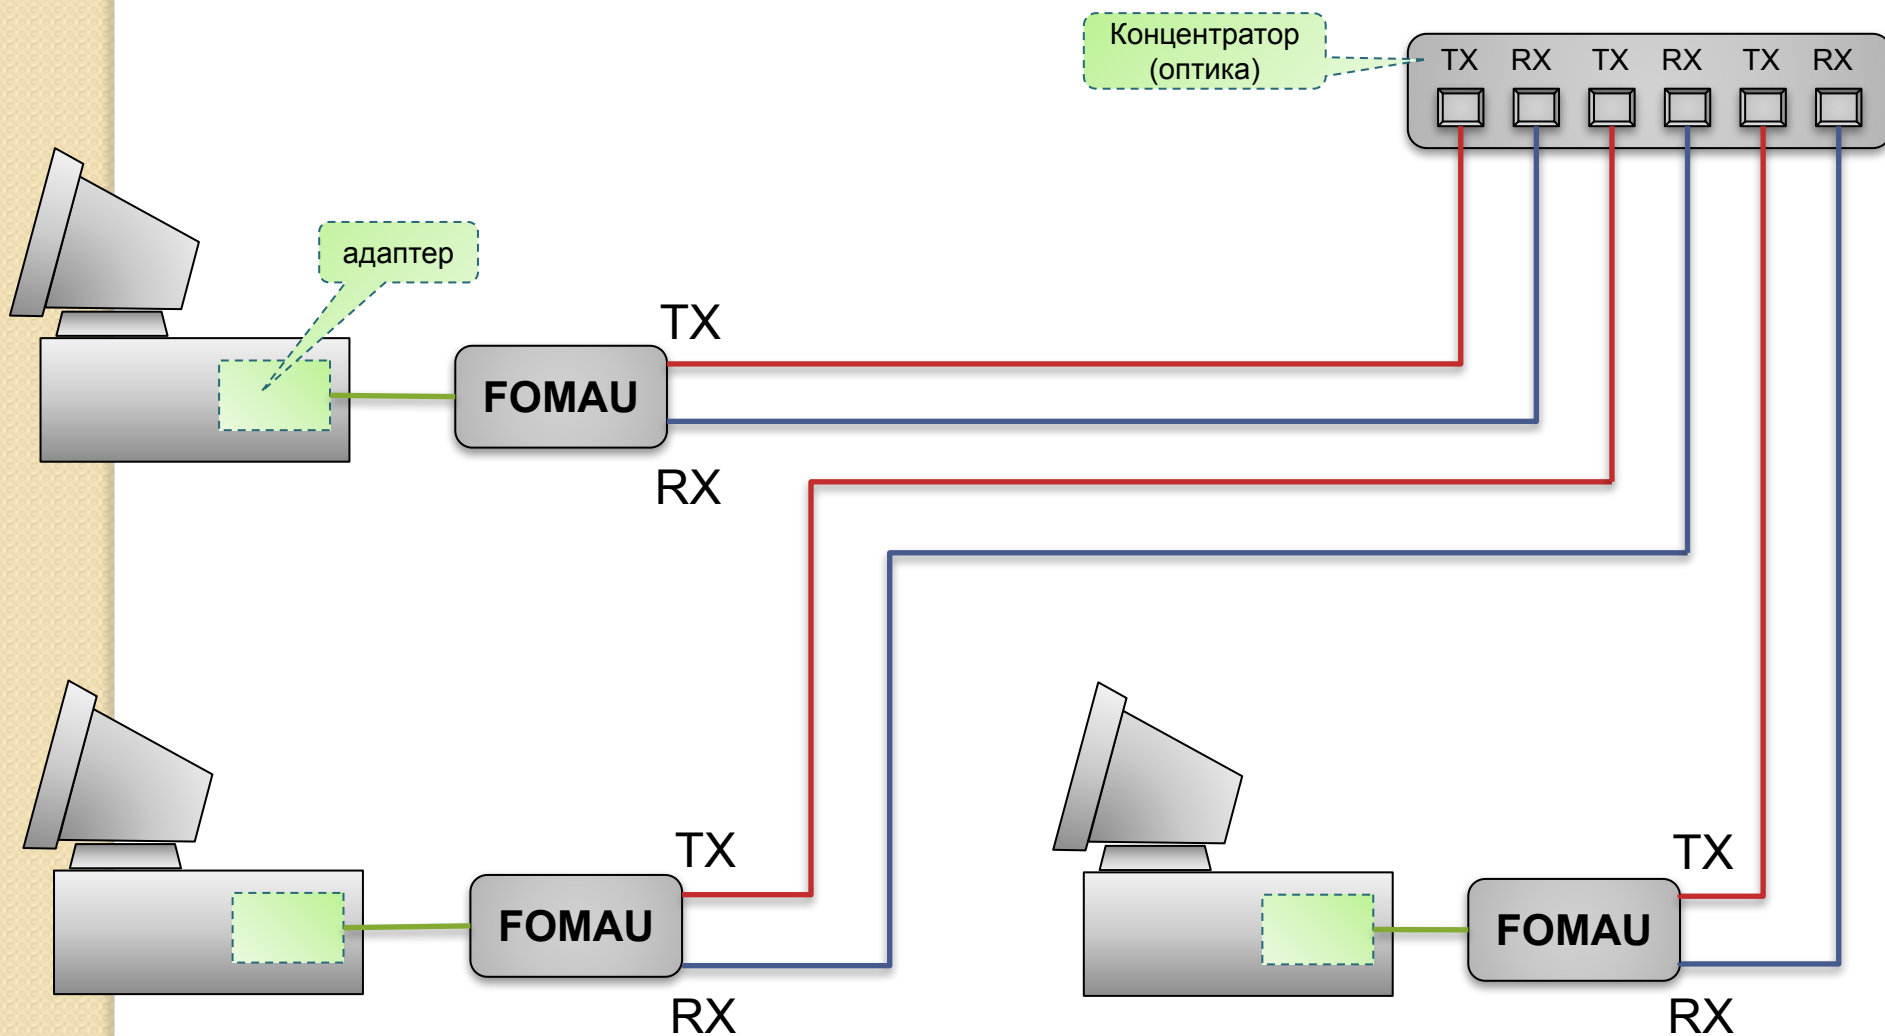 Концентратор
(оптика)
TX RX TX RX TX RX
адаптер
TX
FOMAU
RX
TX
FOMAU
RX
TX
FOMAU
RX